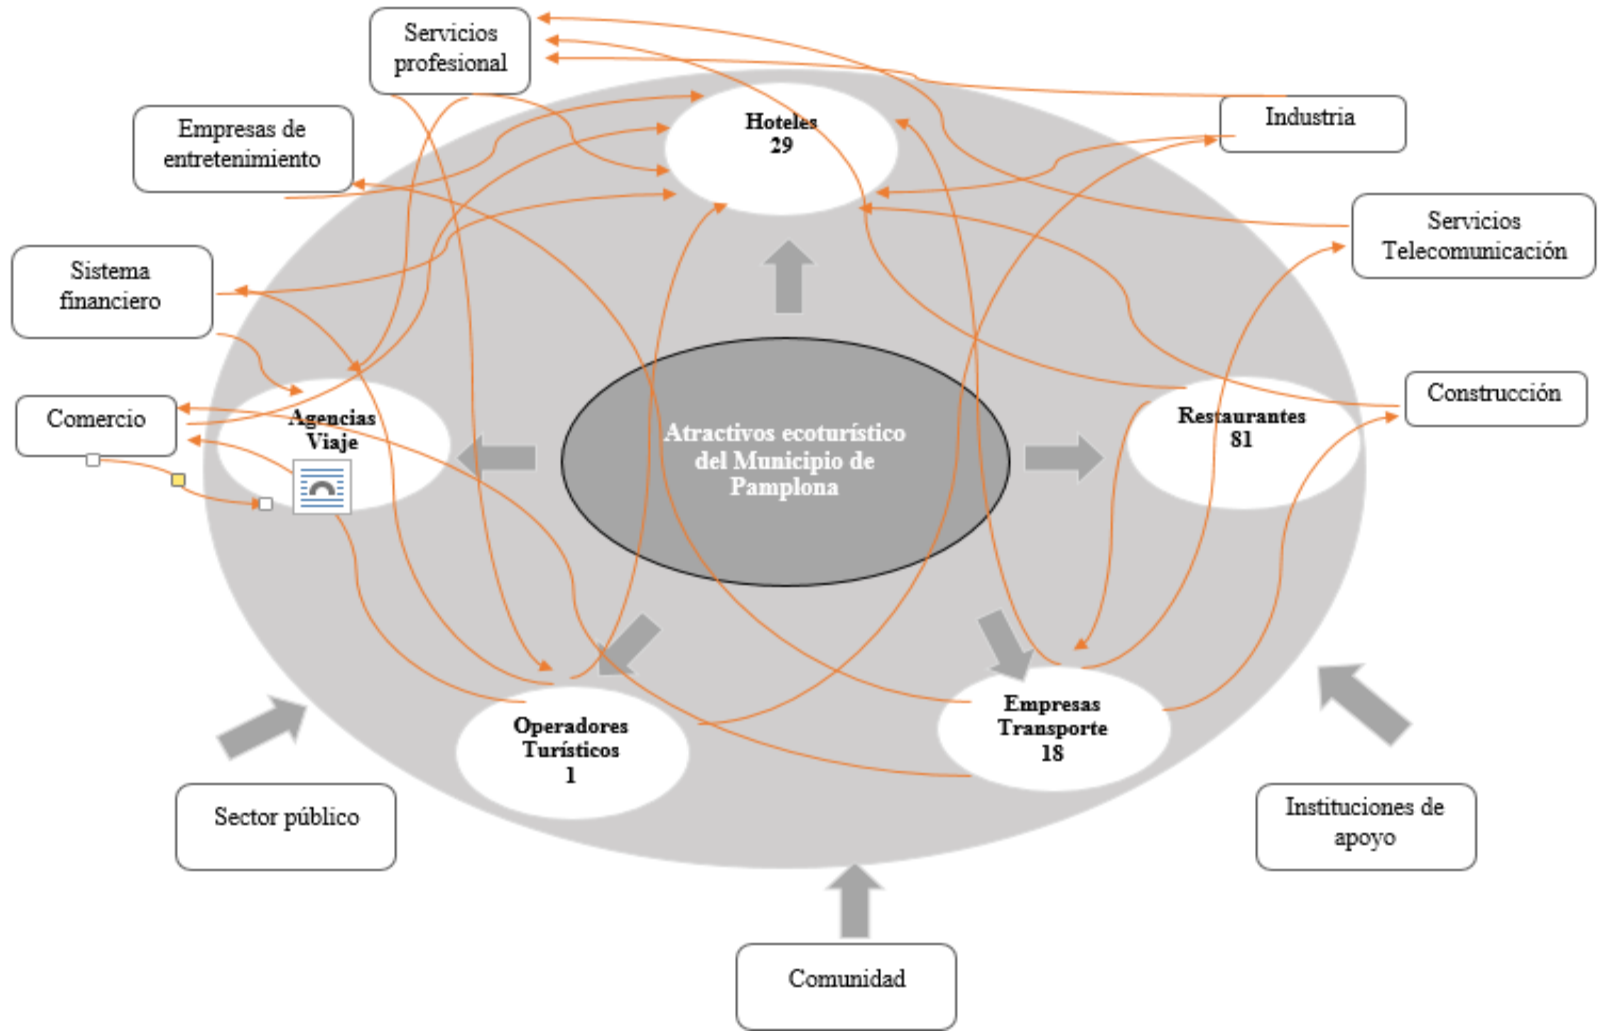 Servicios
profesional
Empresas de
entretenimiento
Hoteles
29
Industria
Servicios
Telecomunicación
Sistema
financiero
Comercio
Agencias
Viaje
Atractivos ecoturístico
del Municipio de
Pamplona
Restaurantes
81
Construcción
Operadores
Turísticos
1
Empresas
Transporte
18
Sector público
Instituciones de
apoyo
Comunidad